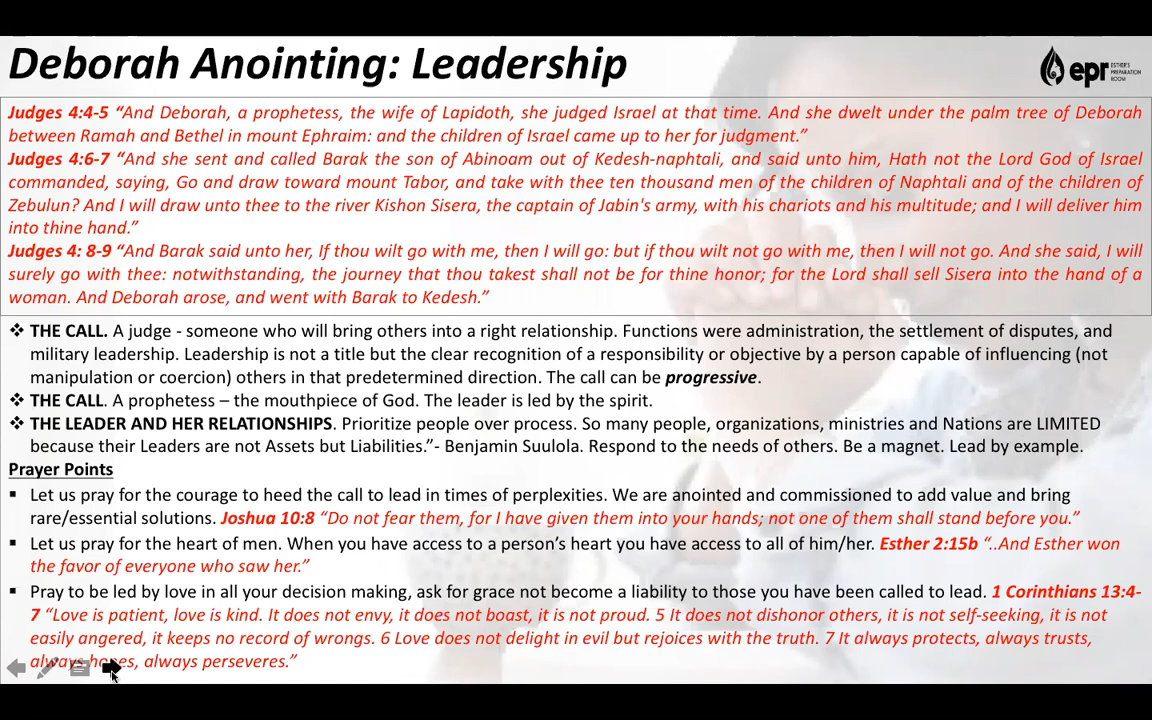 Deborah Anointing: Leadership
epr ESTHER'S
PREPARATION
ROOM
Judges 4:4-5 “And Deborah, a prophetess, the wife of Lapidoth, she judged Israel at that time. And she dwelt under the palm tree of Deborah
between Ramah and Bethel in mount Ephraim: and the children of Israel came up to her for judgment.”
Judges 4:6-7 “And she sent and called Barak the son of Abinoam out of Kedesh-naphtali, and said unto him, Hath not the Lord God of Israel
commanded, saying, Go and draw toward mount Tabor, and take with thee ten thousand men of the children of Naphtali and of the children of
Zebulun? And I will draw unto thee to the river Kishon Sisera, the captain of Jabin's army, with his chariots and his multitude; and I will deliver him
into thine hand.”
Judges 4: 8-9 “And Barak said unto her, If thou wilt go with me, then I will go: but if thou wilt not go with me, then I will not go. And she said, I will
surely go with thee: notwithstanding, the journey that thou takest shall not be for thine honor; for the Lord shall sell Sisera into the hand of a
woman. And Deborah arose, and went with Barak to Kedesh.”
❖ THE CALL. A judge - someone who will bring others into a right relationship. Functions were administration, the settlement of disputes, and
military leadership. Leadership is not a title but the clear recognition of a responsibility or objective by a person capable of influencing (not
manipulation or coercion) others in that predetermined direction. The call can be progressive.
❖ THE CALL. A prophetess – the mouthpiece of God. The leader is led by the spirit.
❖ THE LEADER AND HER RELATIONSHIPS. Prioritize people over process. So many people, organizations, ministries and Nations are LIMITED
because their Leaders are not Assets but Liabilities.”- Benjamin Suulola. Respond to the needs of others. Be a magnet. Lead by example.
Prayer Points
▪ Let us pray for the courage to heed the call to lead in times of perplexities. We are anointed and commissioned to add value and bring
rare/essential solutions. Joshua 10:8 “Do not fear them, for I have given them into your hands; not one of them shall stand before you.”
▪ Let us pray for the heart of men. When you have access to a person’s heart you have access to all of him/her. Esther 2:15b “..And Esther won
the favor of everyone who saw her.”
▪ Pray to be led by love in all your decision making, ask for grace not become a liability to those you have been called to lead. 1 Corinthians 13:4-
7 “Love is patient, love is kind. It does not envy, it does not boast, it is not proud. 5 It does not dishonor others, it is not self-seeking, it is not
easily angered, it keeps no record of wrongs. 6 Love does not delight in evil but rejoices with the truth. 7 It always protects, always trusts,
always hopes, always perseveres.”